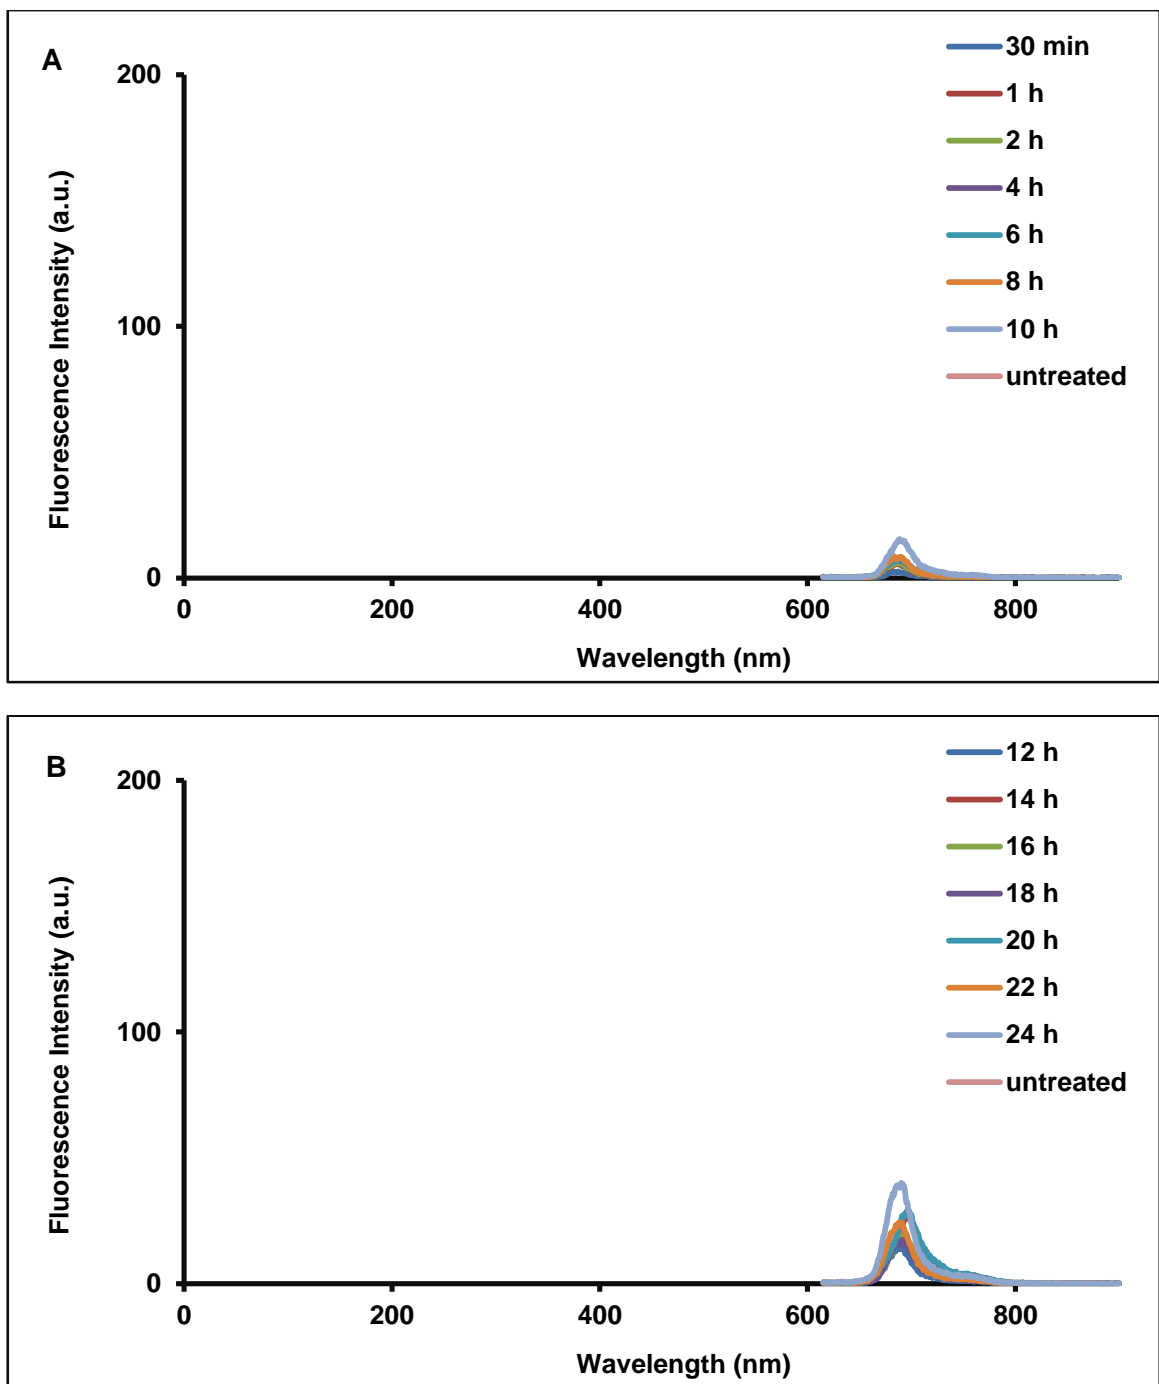 A
200
100
0
0
200
400
600
800
Fluorescence Intensity (a.u.)
Wavelength (nm)
30 min
1 h
2 h
4 h
6 h
8 h
10 h
untreated
B
200
100
0
0
200
400
600
800
Fluorescence Intensity (a.u.)
Wavelength (nm)
12 h
14 h
16 h
18 h
20 h
22 h
24 h
untreated